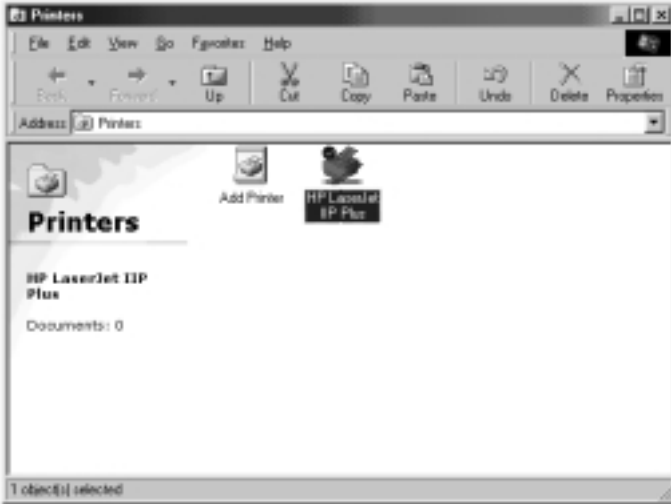 Printers
File Edit View Go Favorites Help
Back Forward Up Cut Copy Paste Undo Delete Properties
Address Printers
Add Printer
HP LaserJet
IIP Plus
Printers
HP LaserJet IIP
Plus
Documents: 0
1 object(s) selected